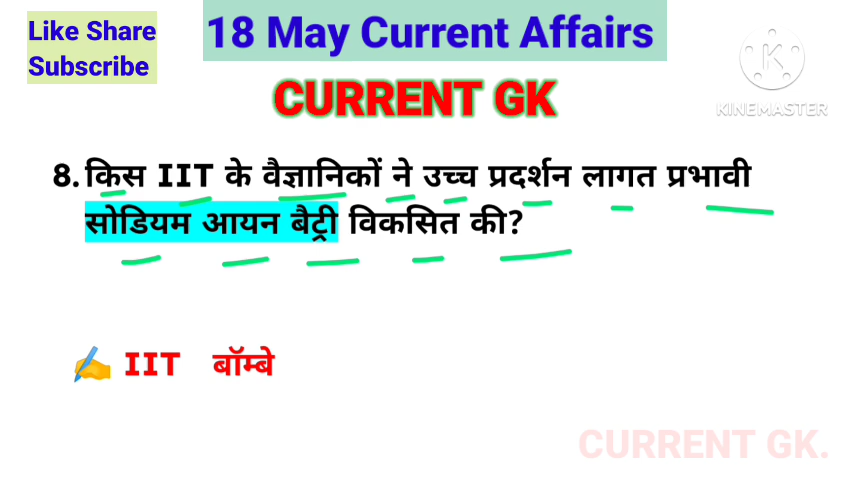 Like Share
Subscribe
18 May Current Affairs
CURRENT GK
KINEMASTER
8. किस IIT के वैज्ञानिकों ने उच्च प्रदर्शन लागत प्रभावी
सोडियम आयन बैट्री विकसित की?
✍️ IIT बॉम्बे
CURRENT GK.